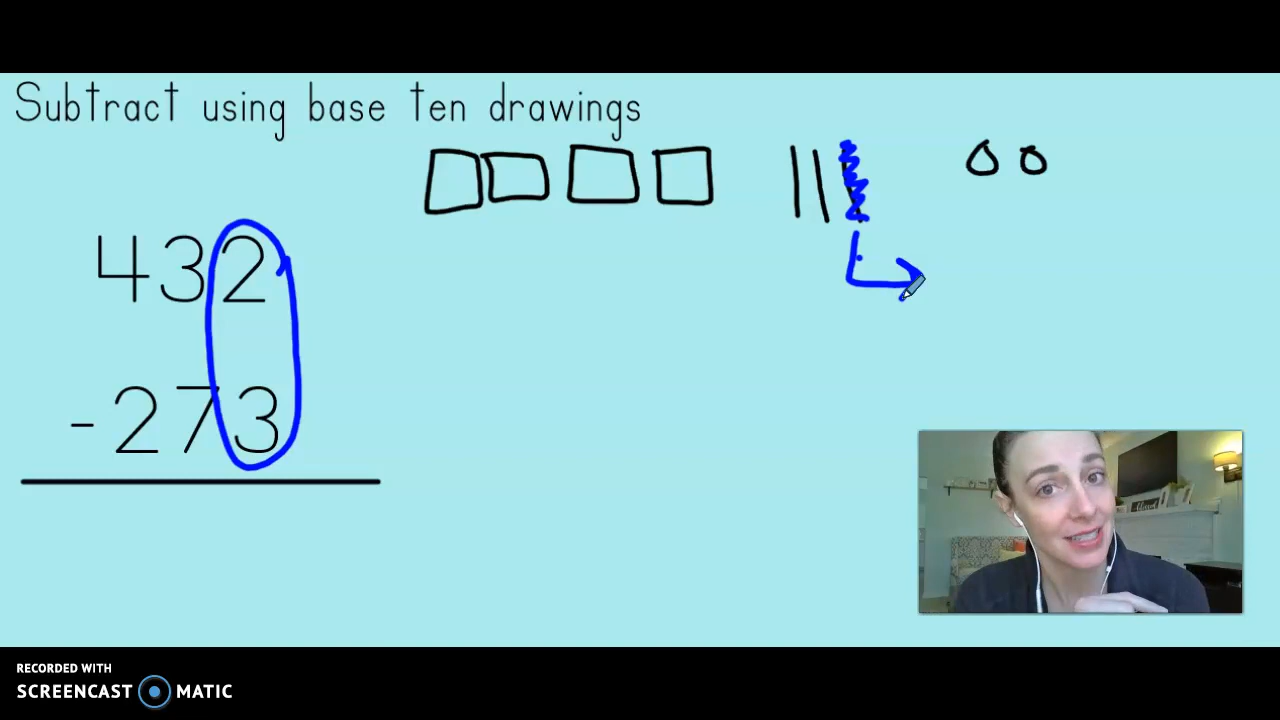 Subtract using base ten drawings
432
-273
RECORDED WITH
SCREENCAST MATIC